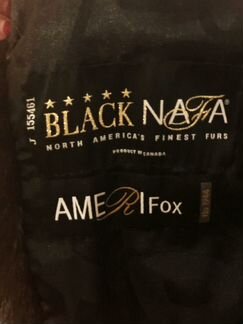 J 155461
★ ★ ★ ★ ★
BLACK NAFA®
NORTH AMERICA'S FINEST FURS
PRODUCT OF CANADA
AMERIFOX